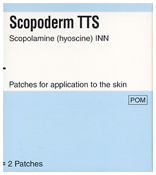 Scopoderm TTS
Scopolamine (hyoscine) INN
Patches for application to the skin
POM
= 2 Patches